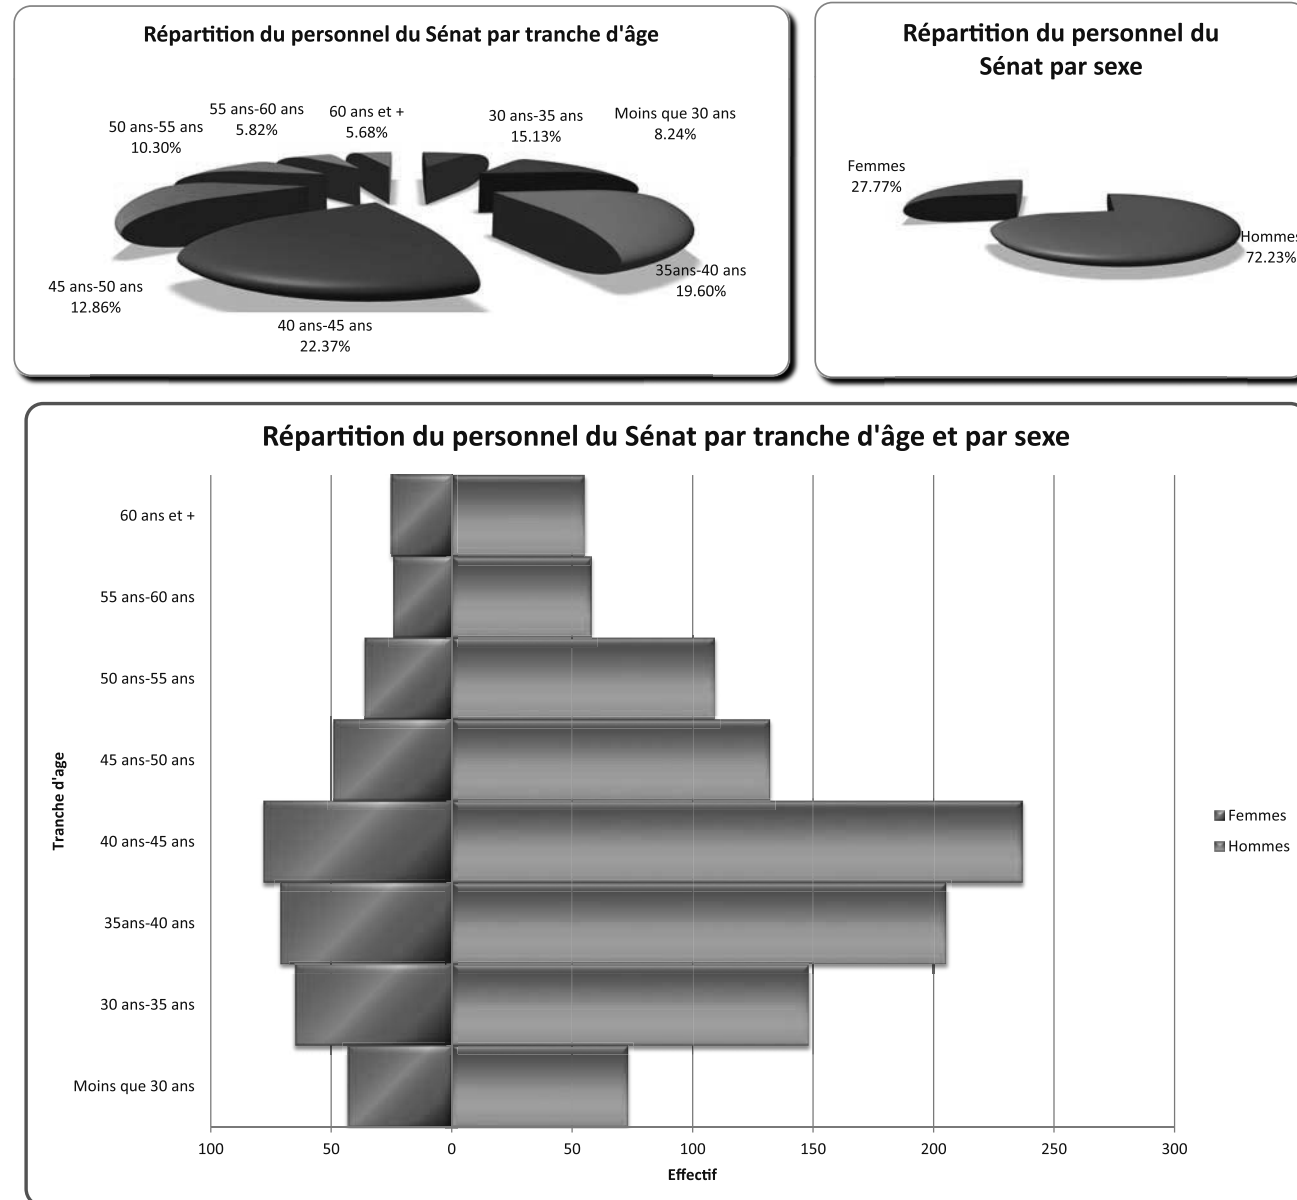 Répartition du personnel du Sénat par tranche d'âge
55 ans-60 ans
5.82%
60 ans et +
5.68%
30 ans-35 ans
15.13%
Moins que 30 ans
8.24%
50 ans-55 ans
10.30%
35ans-40 ans
19.60%
45 ans-50 ans
12.86%
40 ans-45 ans
22.37%
Répartition du personnel du
Sénat par sexe
Femmes
27.77%
Hommes
72.23%
Répartition du personnel du Sénat par tranche d'âge et par sexe
60 ans et +
55 ans-60 ans
50 ans-55 ans
45 ans-50 ans
40 ans-45 ans
35ans-40 ans
30 ans-35 ans
Moins que 30 ans
Tranche d'age
Femmes
Hommes
100 50 0 50 100 150 200 250 300
Effectif